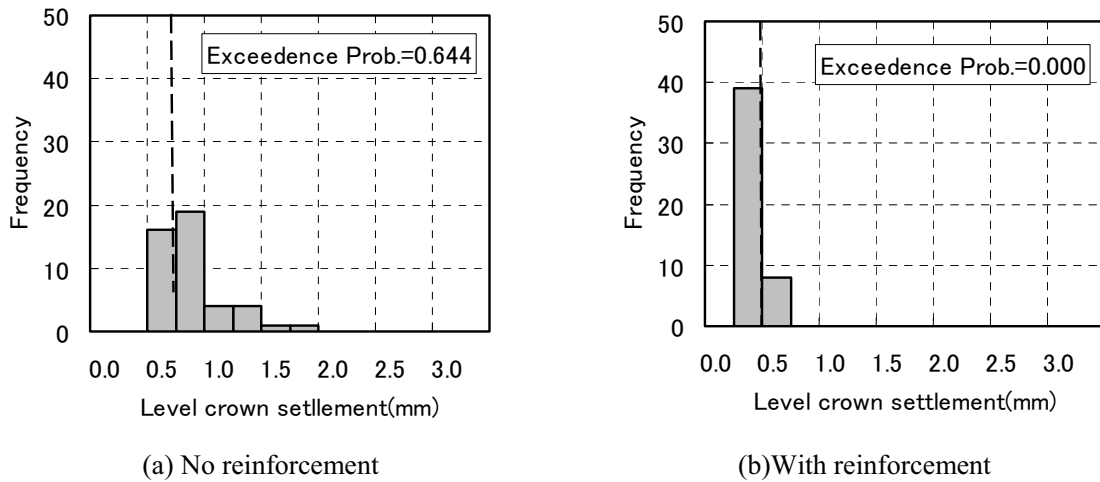 50
40
30
20
10
0
Frequency
Exceedence Prob.=0.644
0.0 0.5 1.0 1.5 2.0 2.5 3.0
Level crown setllement(mm)
(a) No reinforcement
50
40
30
20
10
0
Frequency
Exceedence Prob.=0.000
0.0 0.5 1.0 1.5 2.0 2.5 3.0
Level crown settlement(mm)
(b)With reinforcement